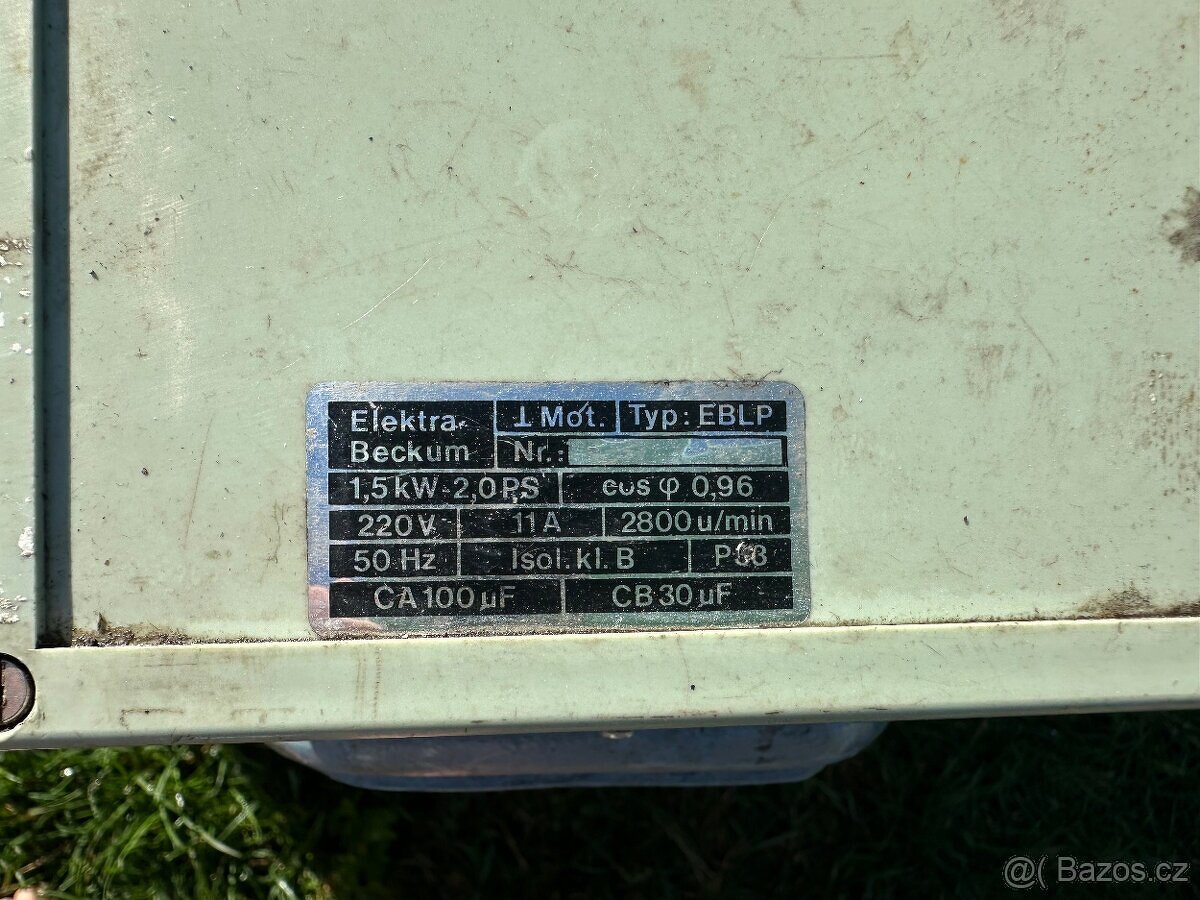 Elektra-
Beckum
⊥ Mot.
Typ: EBLP
Nr.:
1,5 kW-2,0 PS
cos φ 0,96
220 V
11 A
2800 u/min
50 Hz
Isol. kl. B
CA 100 µF
CB 30 µF
@( Bazos.cz